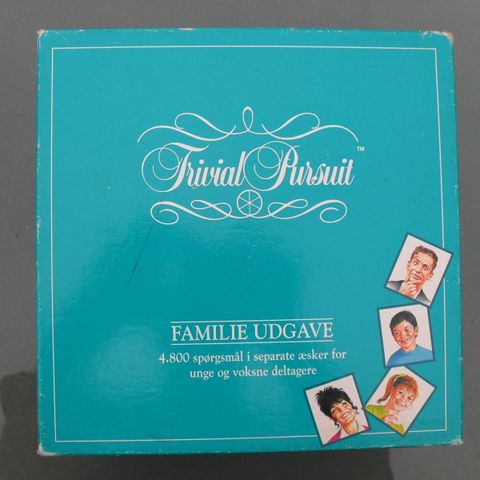 Trivial Pursuit™
FAMILIE UDGAVE
4.800 spørgsmål i separate æsker for
unge og voksne deltagere